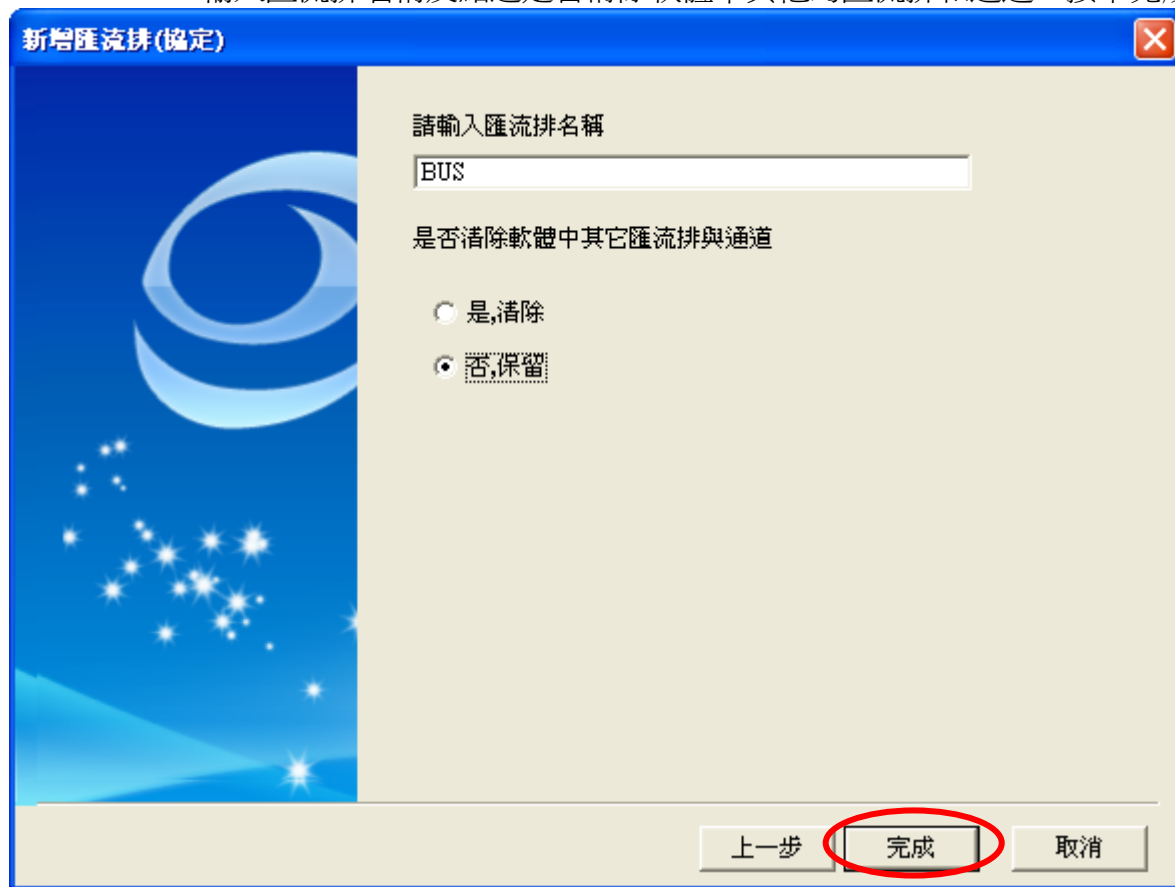 新增匯流排(協定)
請輸入匯流排名稱
BUS
是否清除軟體中其它匯流排與通道
是,清除
否,保留
上一步 完成 取消